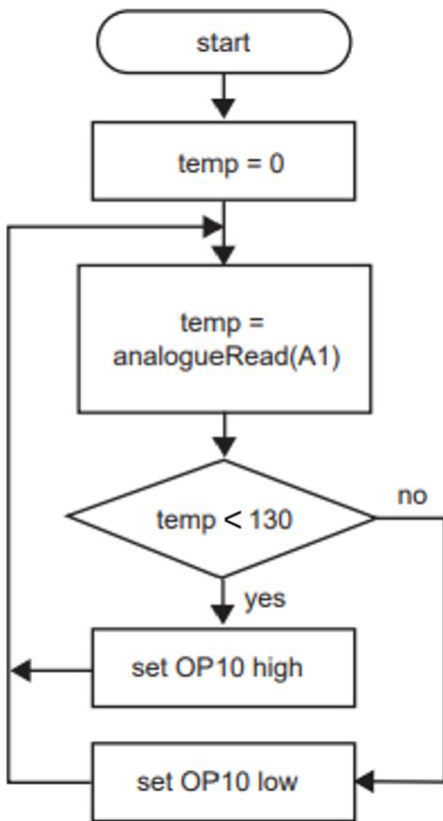 start
temp = 0
temp =
analogueRead(A1)
temp < 130
no
yes
set OP10 high
set OP10 low